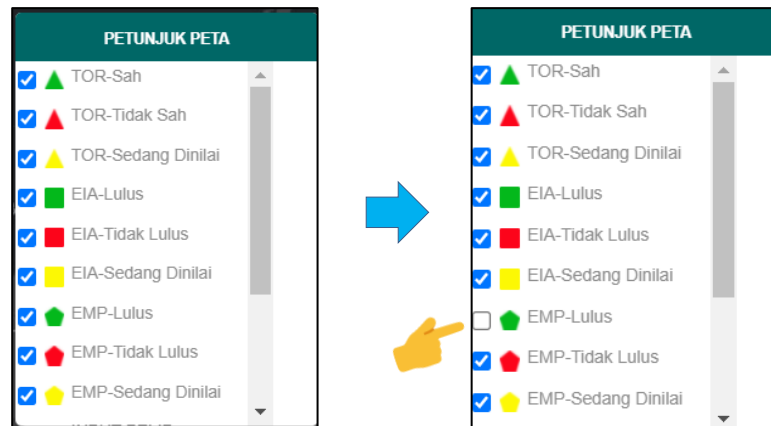 PETUNJUK PETA
TOR-Sah
TOR-Tidak Sah
TOR-Sedang Dinilai
EIA-Lulus
EIA-Tidak Lulus
EIA-Sedang Dinilai
EMP-Lulus
EMP-Tidak Lulus
EMP-Sedang Dinilai
PETUNJUK PETA
TOR-Sah
TOR-Tidak Sah
TOR-Sedang Dinilai
EIA-Lulus
EIA-Tidak Lulus
EIA-Sedang Dinilai
EMP-Lulus
EMP-Tidak Lulus
EMP-Sedang Dinilai